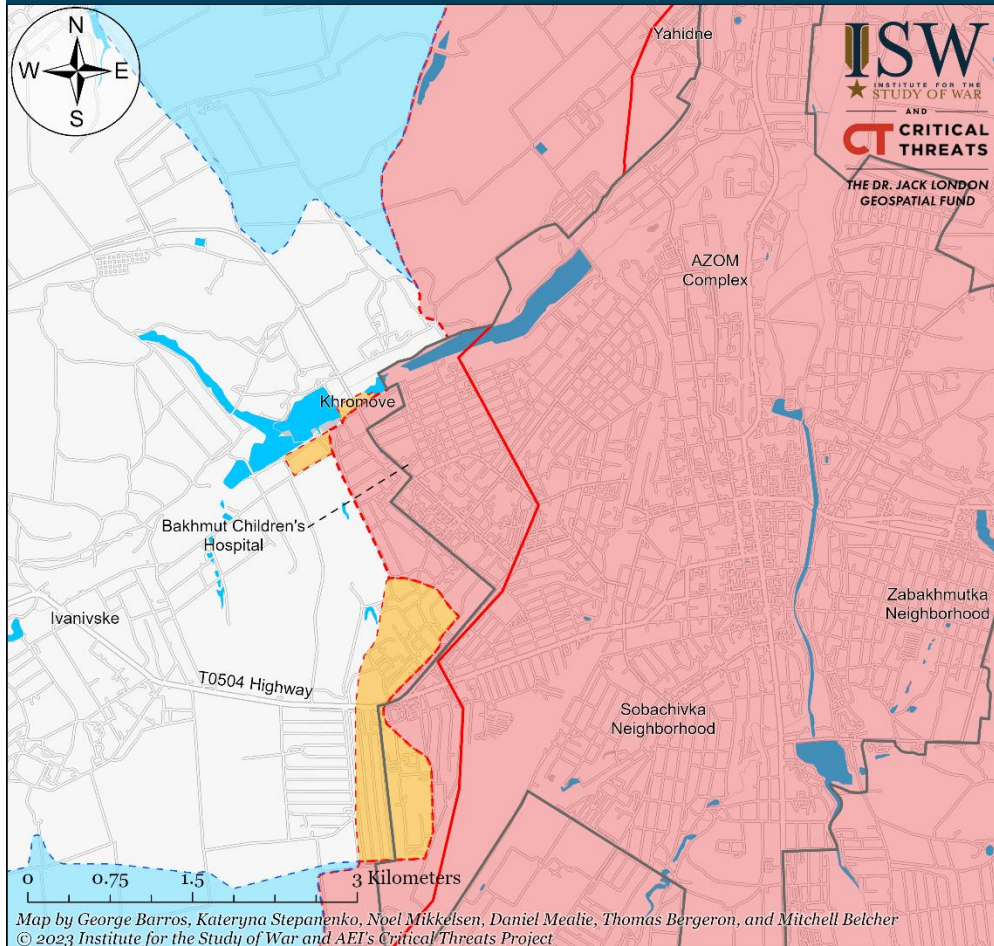 N
W
E
S
Yahidne
ISW
INSTITUTE FOR THE
STUDY OF WAR
AND
CT CRITICAL
THREATS
THE DR. JACK LONDON
GEOSPATIAL FUND
AZOM
Complex
Khromove
Bakhmut Children's
Hospital
Ivanivske
Zabakhmutka
Neighborhood
T0504 Highway
Sobachivka
Neighborhood
0 0.75 1.5 3 Kilometers
Map by George Barros, Kateryna Stepanenko, Noel Mikkelsen, Daniel Mealie, Thomas Bergeron, and Mitchell Belcher
© 2023 Institute for the Study of War and AEI's Critical Threats Project